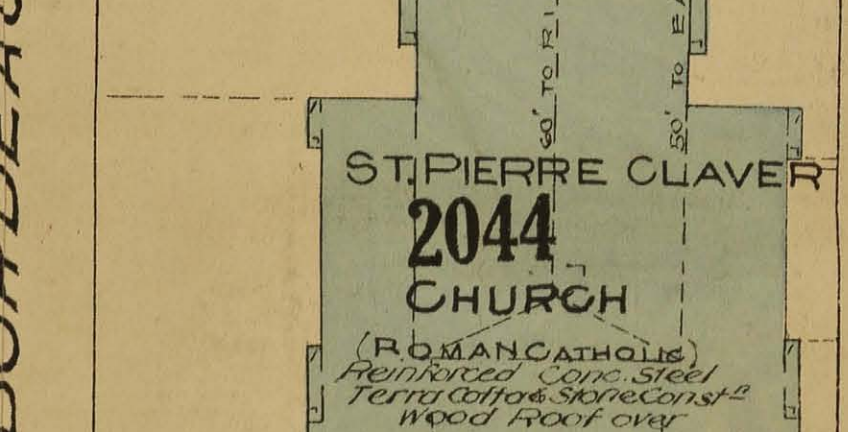 60' TO RI
50' TO EA
ST. PIERRE CLAVER
2044
CHURCH
(ROMAN CATHOLIC)
Reinforced Conc. Steel
Terra Cotta & Stone Constn
Wood Roof over